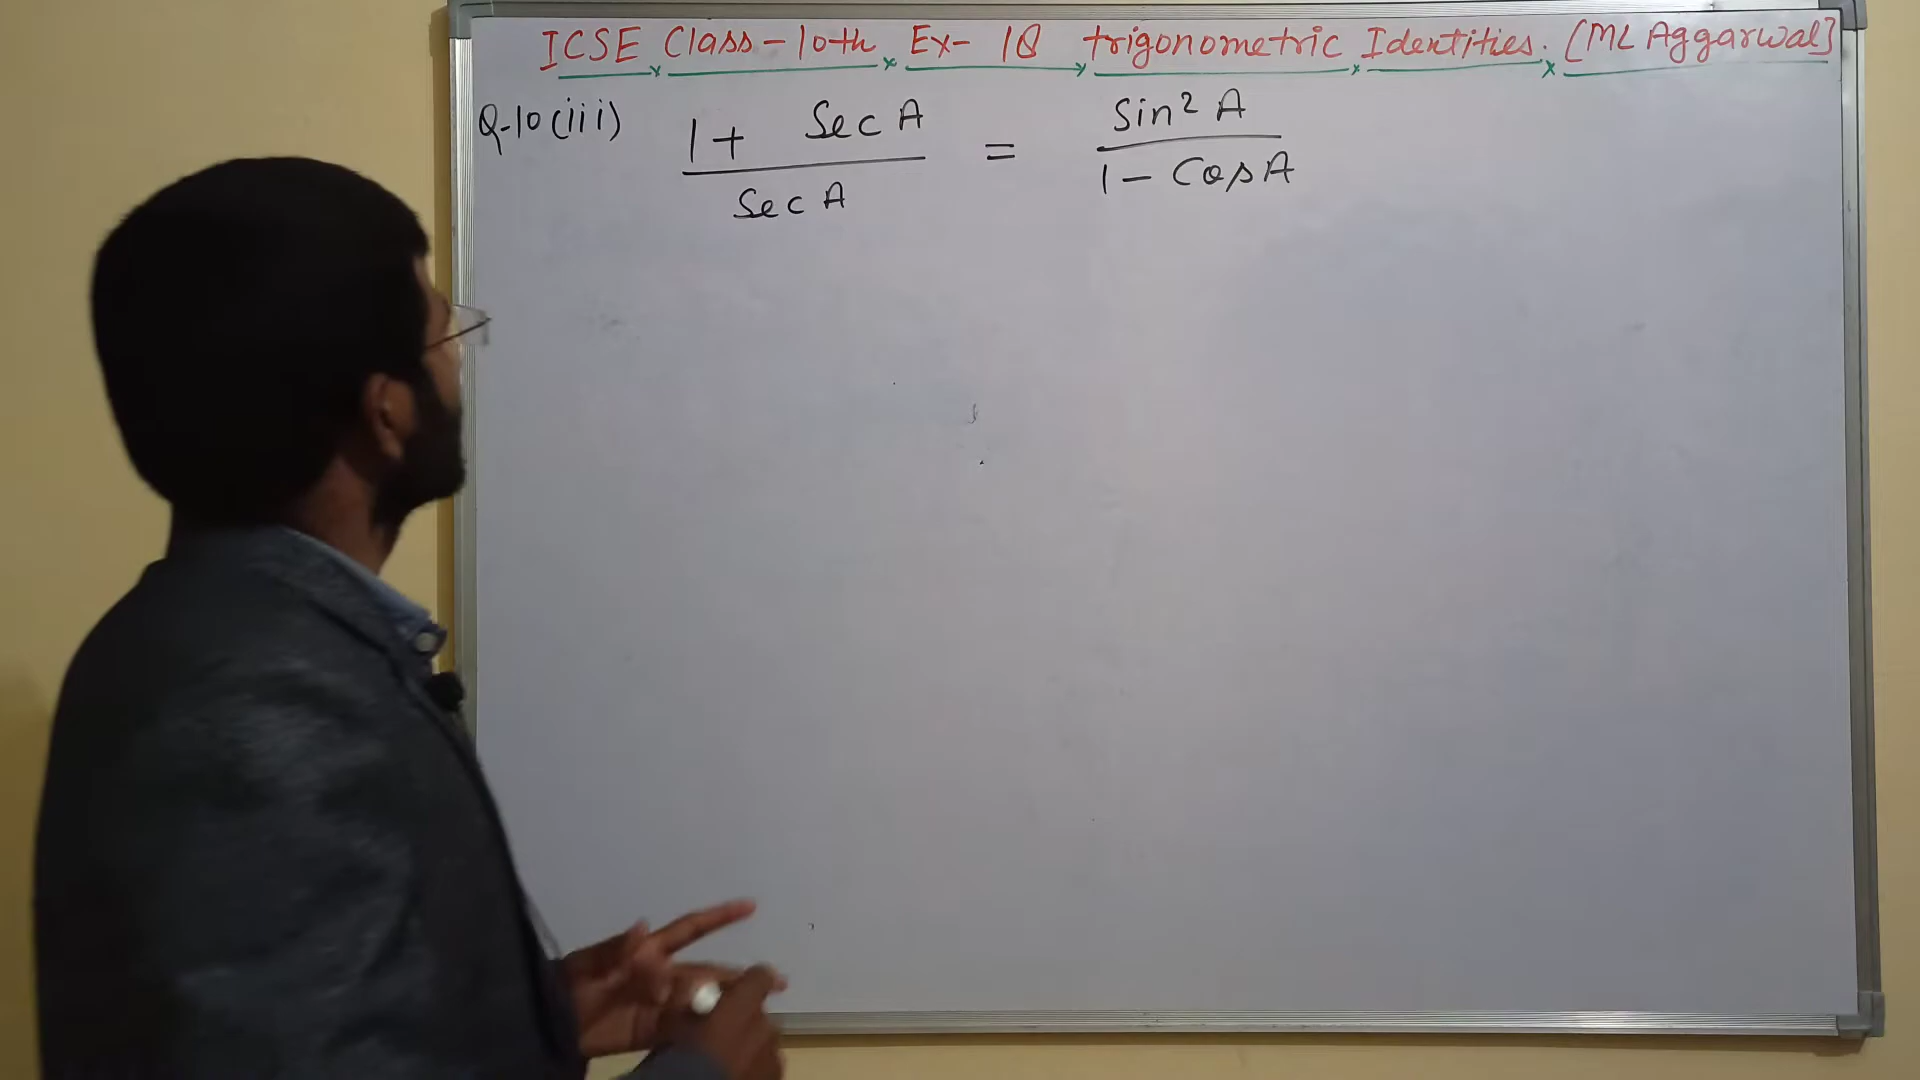 ICSE Class-10th Ex- 18 trigonometric Identities. [ML Aggarwal]
Q-10(iii) 1 + Sec A / Sec A = Sin² A / 1 - Cos A